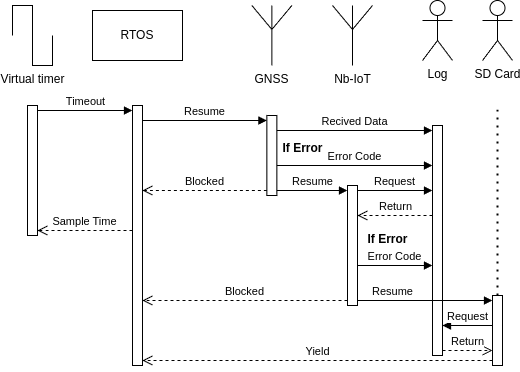 RTOS
Virtual timer
GNSS
Nb-IoT
Log
SD Card
Timeout
Resume
Recived Data
If Error
Error Code
Blocked
Resume
Request
Return
Sample Time
If Error
Error Code
Blocked
Resume
Request
Return
Yield